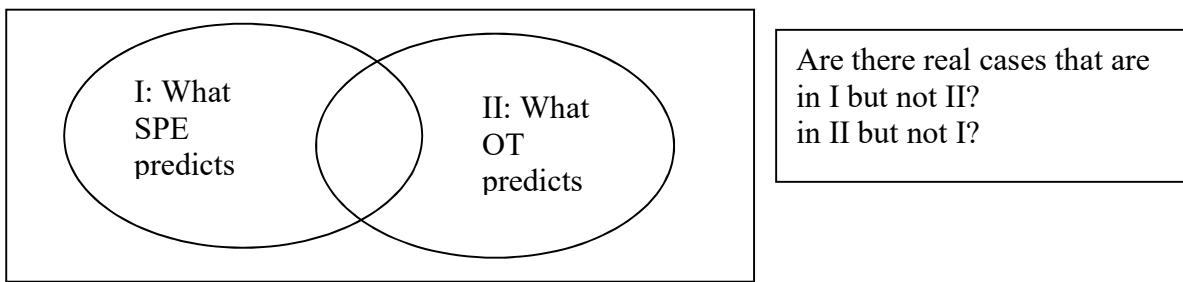 I: What
SPE
predicts
II: What
OT
predicts
Are there real cases that are
in I but not II?
in II but not I?